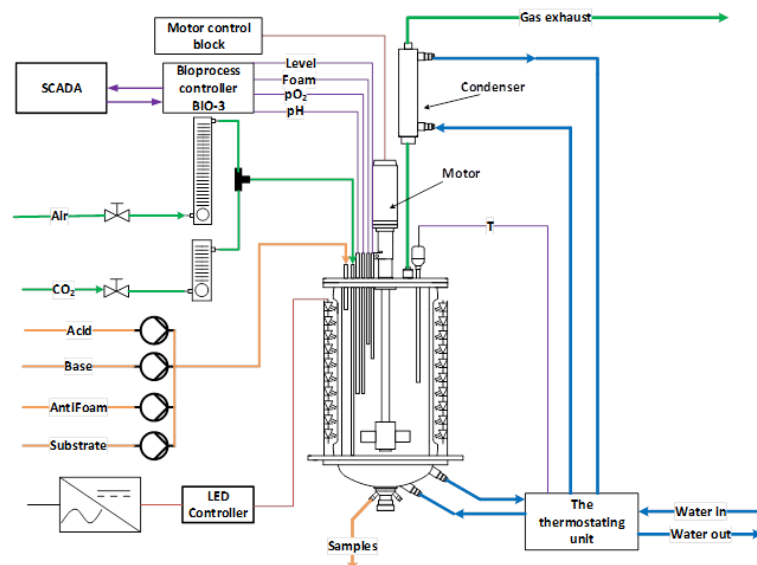 Gas exhaust
Motor control
block
Level
Foam
pO₂
pH
SCADA
Bioprocess
controller
BIO-3
Condenser
Motor
Air
T
CO₂
Acid
Base
AntiFoam
Substrate
LED
Controller
The
thermostating
unit
Water in
Water out
Samples